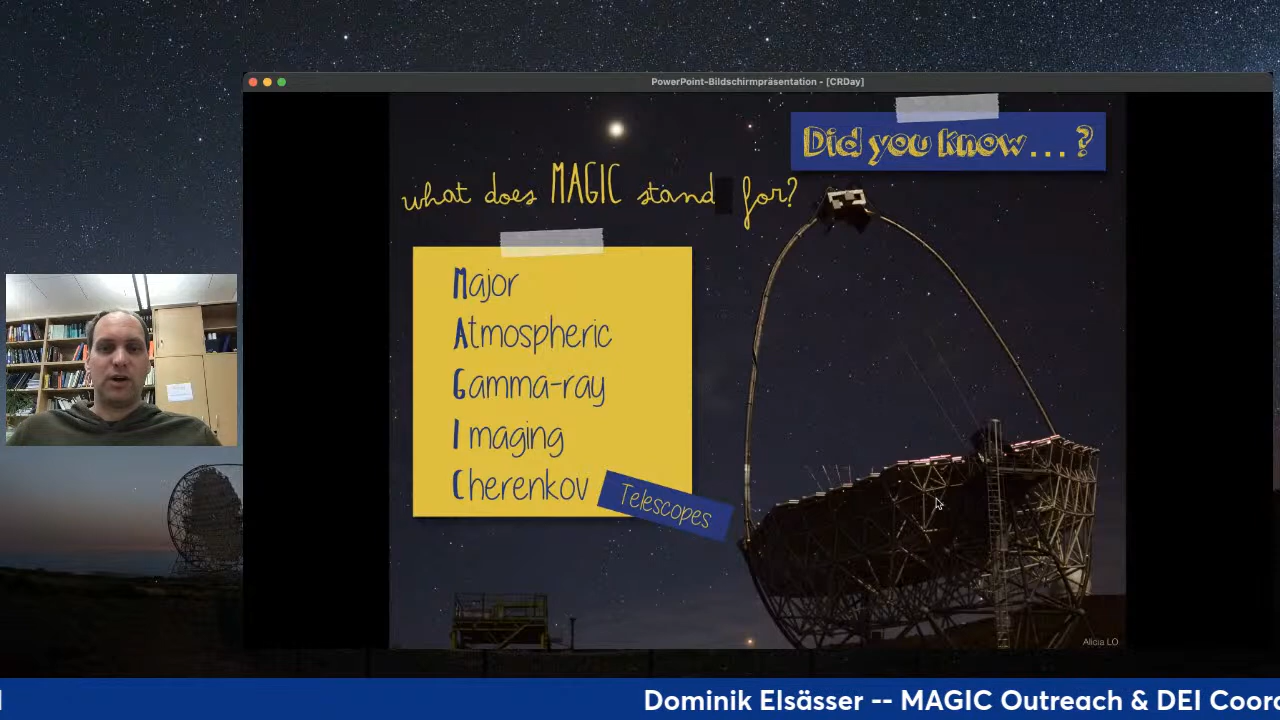 PowerPoint-Bildschirmpräsentation - [CRDay]
Did you know...?
what does MAGIC stand for?
Major
Atmospheric
Gamma-ray
Imaging
Cherenkov
Telescopes
Alicia LO
Dominik Elsässer -- MAGIC Outreach & DEI Coord